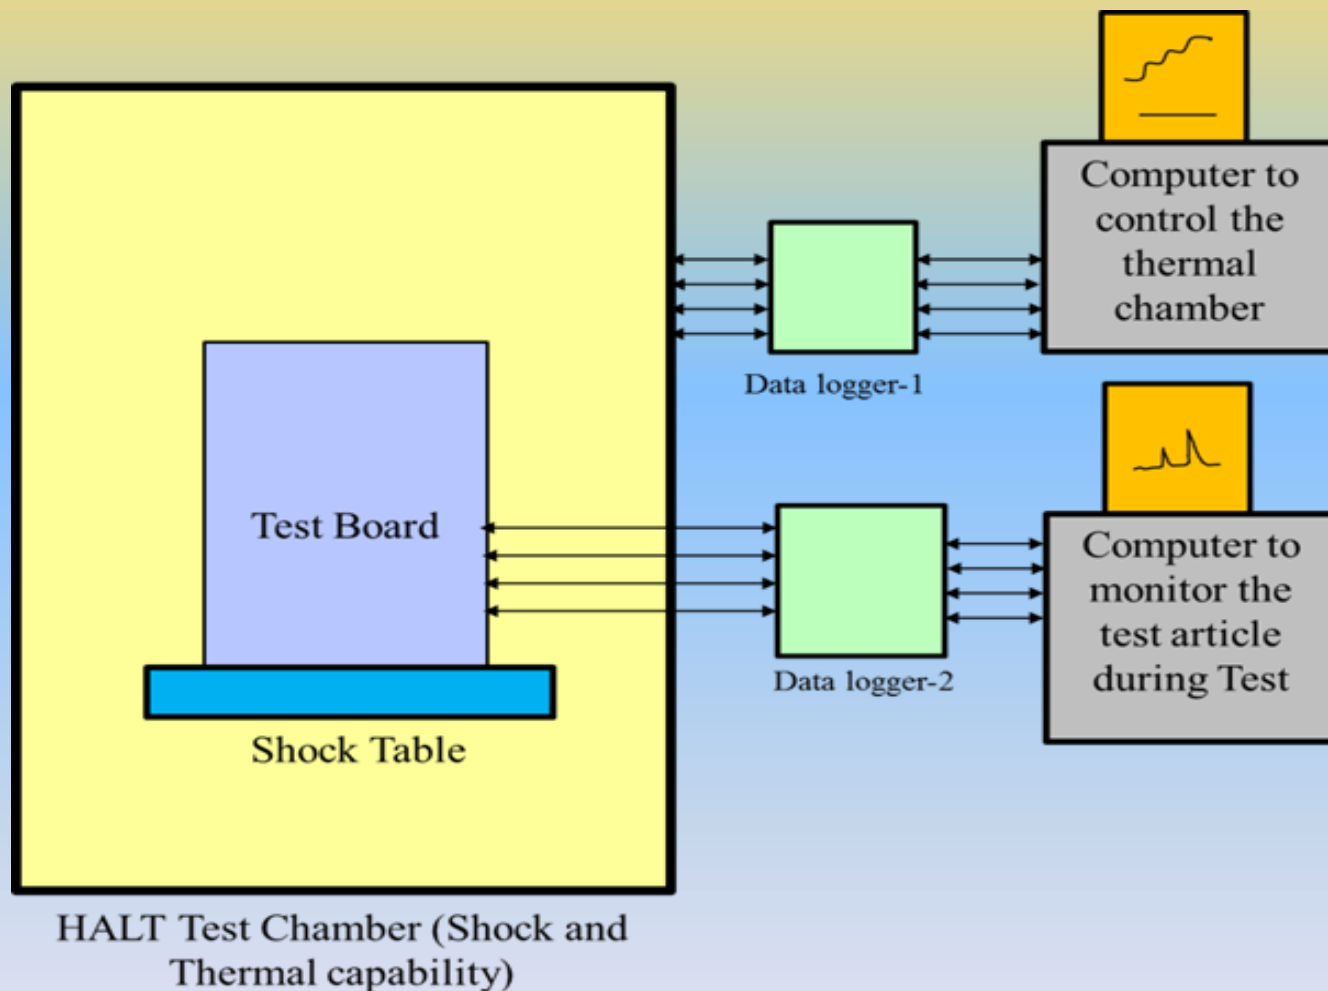 Computer to
control the
thermal
chamber
Data logger-1
Test Board
Computer to
monitor the
test article
during Test
Data logger-2
Shock Table
HALT Test Chamber (Shock and
Thermal capability)